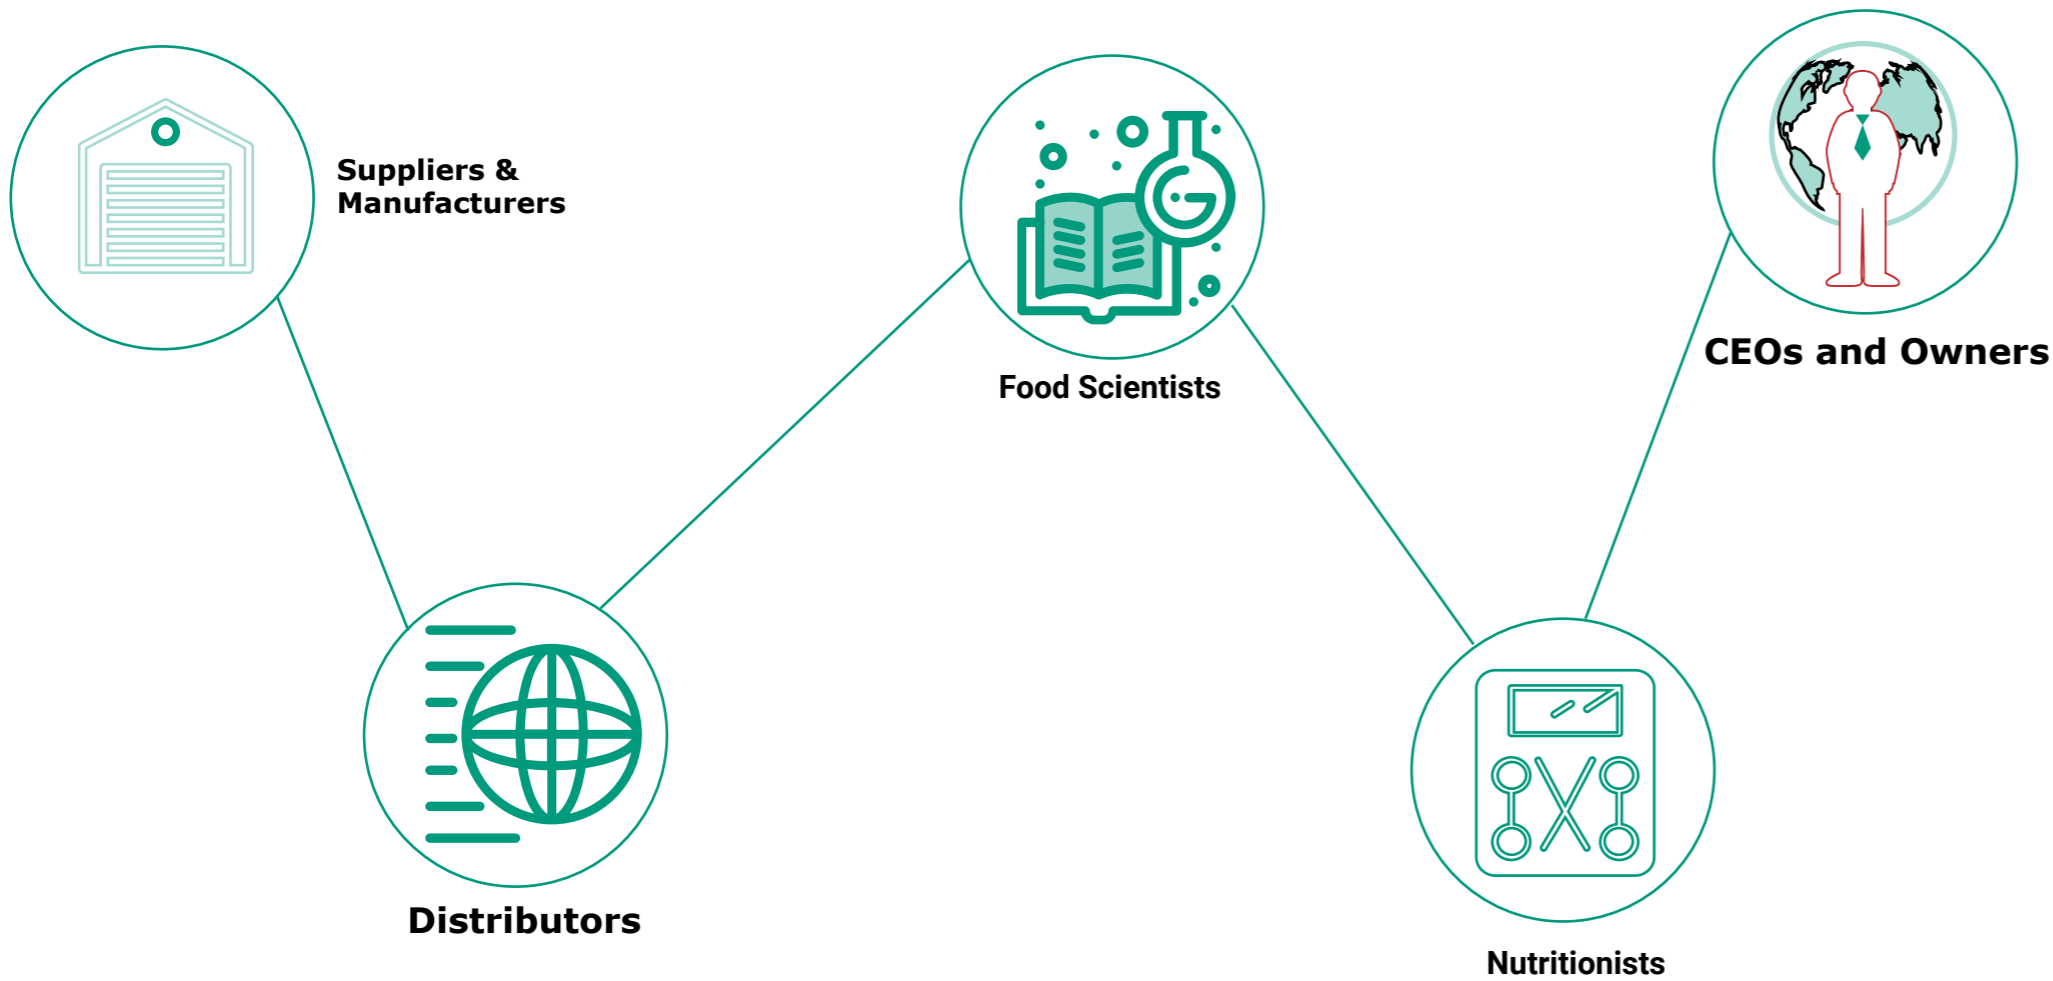 Suppliers &
Manufacturers
Food Scientists
CEOs and Owners
Distributors
Nutritionists